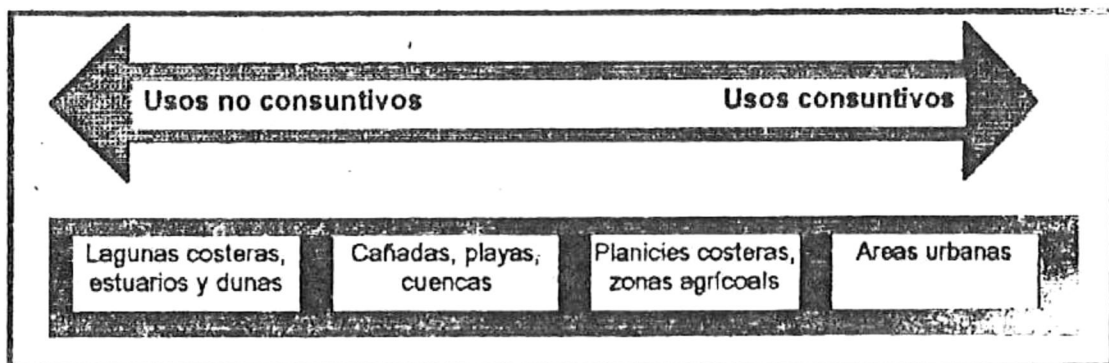 Usos no consuntivos
Usos consuntivos
Lagunas costeras,
estuarios y dunas
Cañadas, playas,
cuencas
Planicies costeras,
zonas agrícoals
Areas urbanas